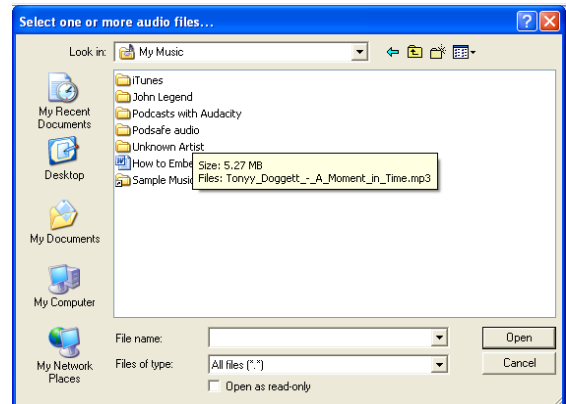 Select one or more audio files...
Look in: My Music
My Recent
Documents
Desktop
My Documents
My Computer
My Network
Places
iTunes
John Legend
Podcasts with Audacity
Podsafe audio
Unknown Artist
How to Embe
Sample Music
Size: 5.27 MB
Files: Tonyy_Doggett_-_A_Moment_in_Time.mp3
File name:
Open
Files of type: All files (*.*)
Cancel
Open as read-only